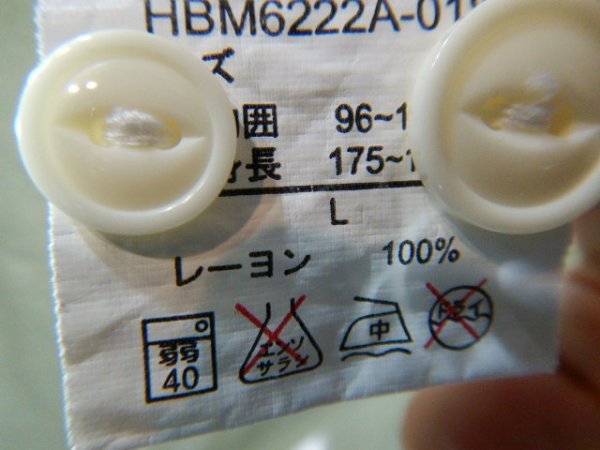 HBM6222A-01
ズ
囲 96~1
長 175~1
L
レーヨン 100%
弱 40
エンソ サラシ
中
ドライ